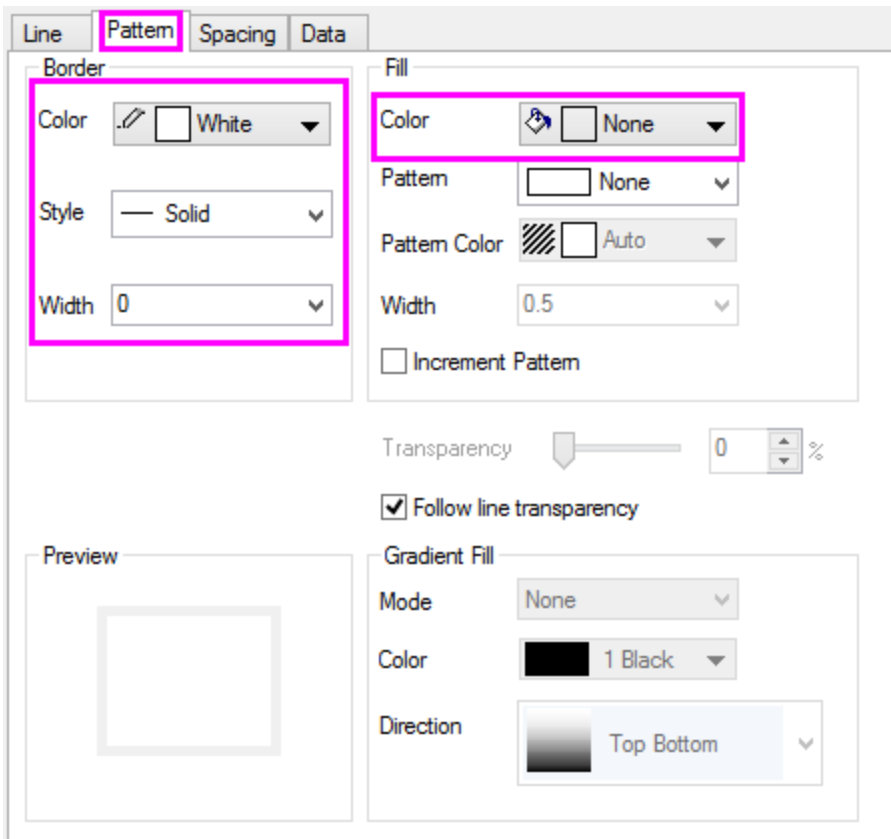 Line Pattern Spacing Data
Border
Color White
Style Solid
Width 0
Fill
Color None
Pattern None
Pattern Color Auto
Width 0.5
Increment Pattern
Transparency 0 %
Follow line transparency
Preview
Gradient Fill
Mode None
Color 1 Black
Direction Top Bottom